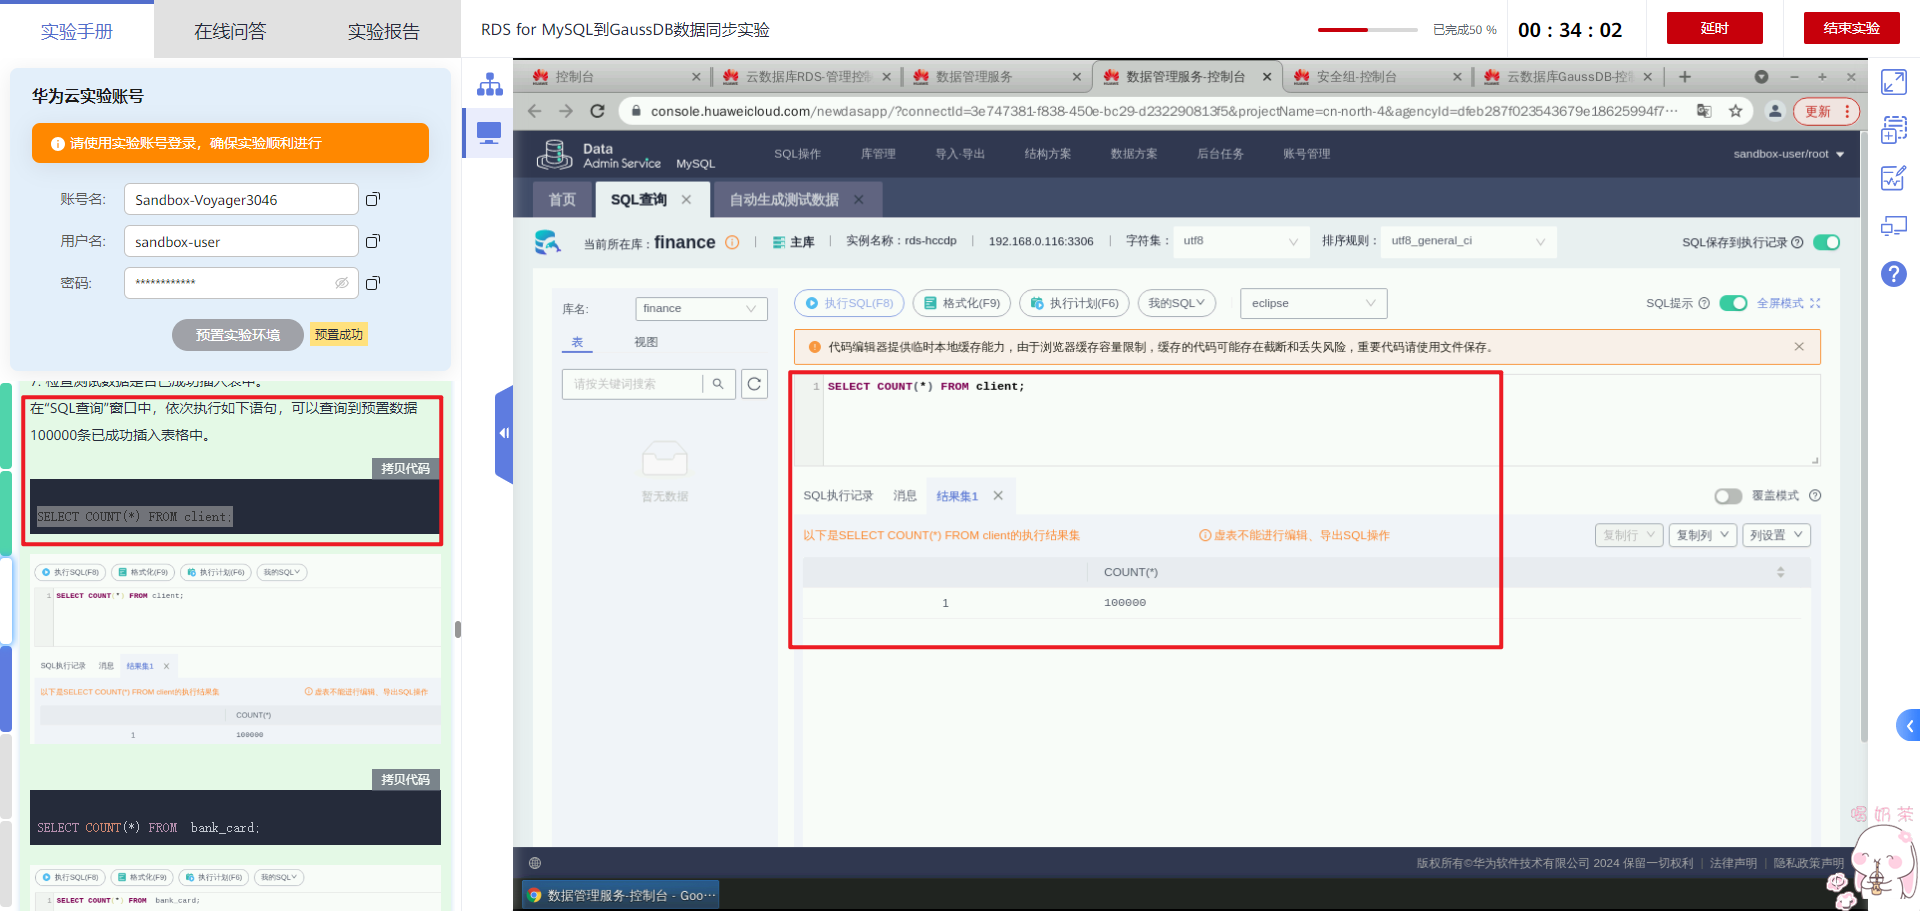 实验手册
在线问答
实验报告
RDS for MySQL到GaussDB数据同步实验
已完成50 %
00 : 34 : 02
延时
结束实验
华为云实验账号
请使用实验账号登录，确保实验顺利进行
账号名:
Sandbox-Voyager3046
用户名:
sandbox-user
密码:
************
预置实验环境
预置成功
7. 检查测试数据是否已成功插入表中。
在“SQL查询”窗口中，依次执行如下语句，可以查询到预置数据
100000条已成功插入表格中。
拷贝代码
SELECT COUNT(*) FROM client;
执行SQL(F8)
格式化(F9)
执行计划(F6)
我的SQL
1 SELECT COUNT(*) FROM client;
SQL执行记录
消息
结果集1
以下是SELECT COUNT(*) FROM client的执行结果集
虚表不能进行编辑、导出SQL操作
COUNT(*)
1
100000
拷贝代码
SELECT COUNT(*) FROM  bank_card;
执行SQL(F8)
格式化(F9)
执行计划(F6)
我的SQL
1 SELECT COUNT(*) FROM  bank_card;
控制台
云数据库RDS-管理控制
数据管理服务
数据管理服务-控制台
安全组-控制台
云数据库GaussDB-控
console.huaweicloud.com/newdasapp/?connectId=3e747381-f838-450e-bc29-d232290813f5&projectName=cn-north-4&agencyId=dfeb287f023543679e18625994f7···
更新
Data
Admin Service
MySQL
SQL操作
库管理
导入·导出
结构方案
数据方案
后台任务
账号管理
sandbox-user/root
首页
SQL查询
自动生成测试数据
当前所在库：finance
主库
实例名称：rds-hccdp
192.168.0.116:3306
字符集：
utf8
排序规则：
utf8_general_ci
SQL保存到执行记录
库名:
finance
表
视图
请按关键词搜索
暂无数据
执行SQL(F8)
格式化(F9)
执行计划(F6)
我的SQL
eclipse
SQL提示
全屏模式
代码编辑器提供临时本地缓存能力，由于浏览器缓存容量限制，缓存的代码可能存在截断和丢失风险，重要代码请使用文件保存。
1 SELECT COUNT(*) FROM client;
SQL执行记录
消息
结果集1
覆盖模式
以下是SELECT COUNT(*) FROM client的执行结果集
虚表不能进行编辑、导出SQL操作
复制行
复制列
列设置
COUNT(*)
1
100000
版权所有©华为软件技术有限公司 2024 保留一切权利
法律声明
隐私政策声明
数据管理服务-控制台 - Goo···
喝奶茶